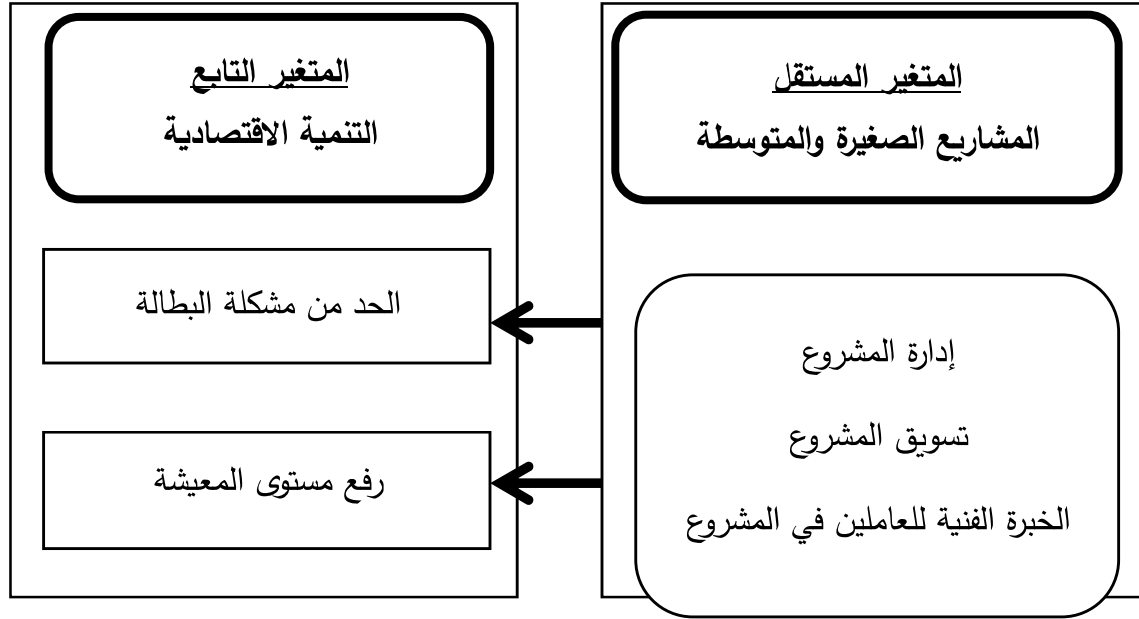 المتغير المستقل
المشاريع الصغيرة والمتوسطة
إدارة المشروع
تسويق المشروع
الخبرة الفنية للعاملين في المشروع
المتغير التابع
التنمية الاقتصادية
الحد من مشكلة البطالة
رفع مستوى المعيشة